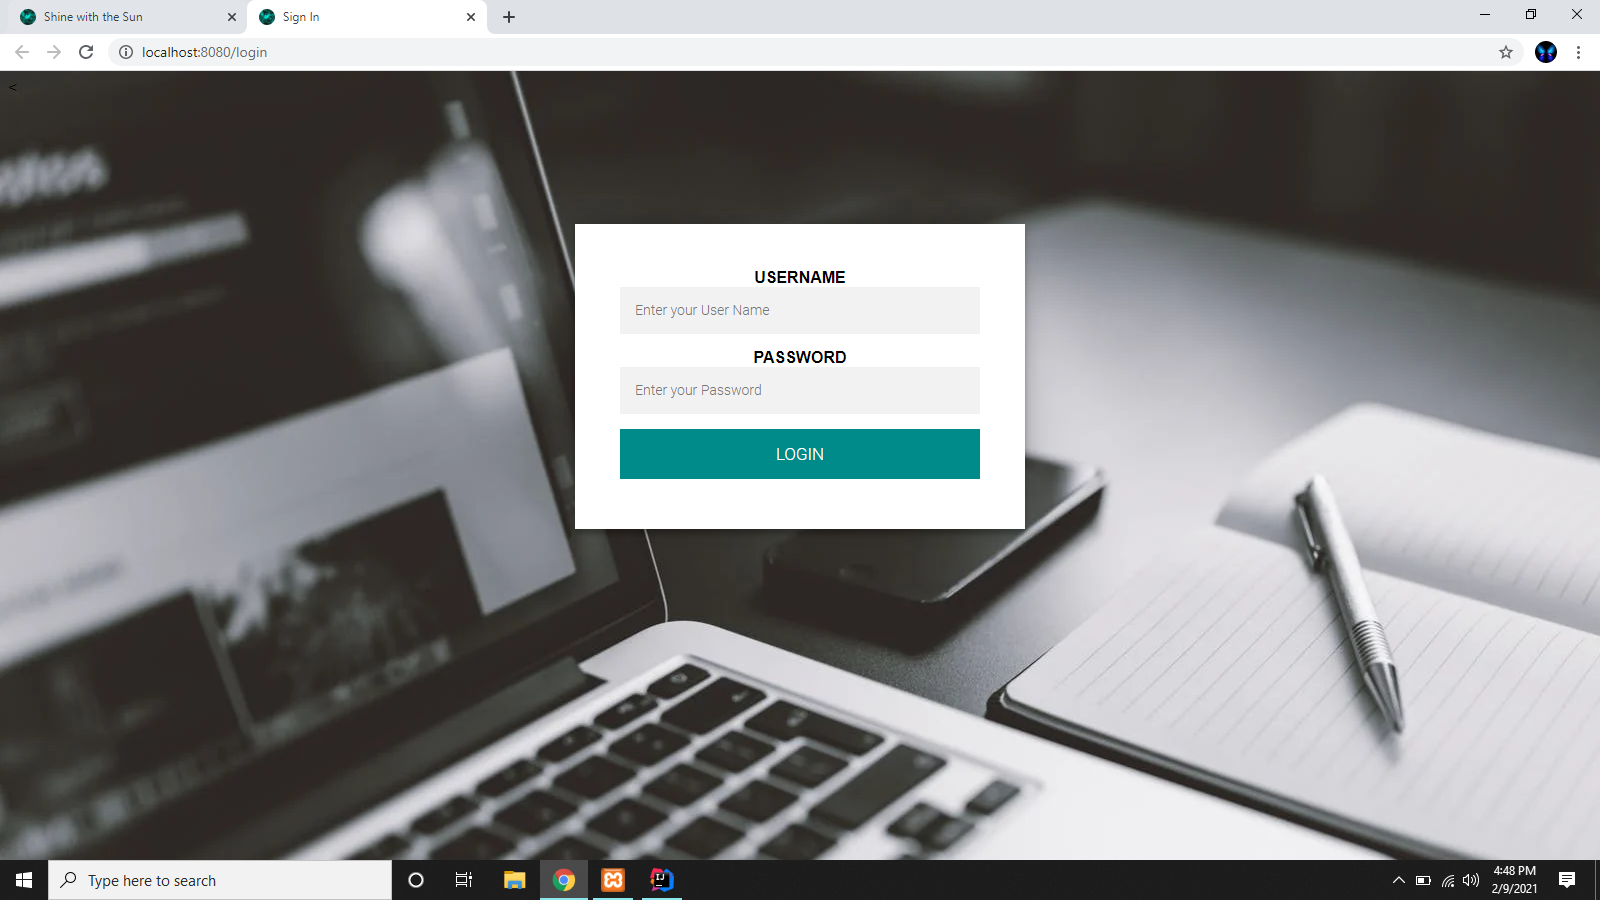 Shine with the Sun
Sign In
localhost:8080/login
<
USERNAME
Enter your User Name
PASSWORD
Enter your Password
LOGIN
Type here to search
4:48 PM
2/9/2021